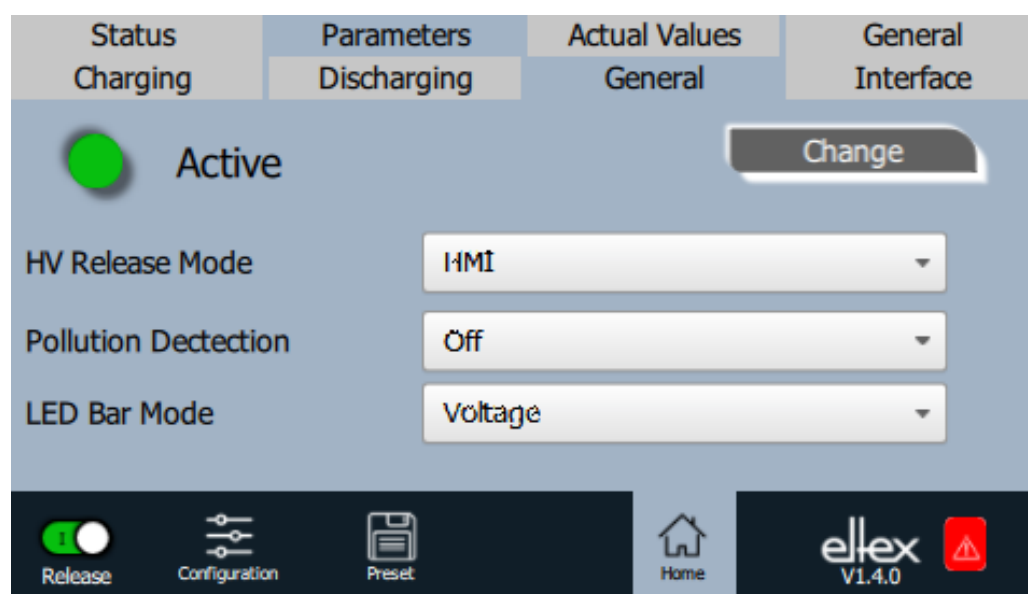 Status Parameters Actual Values General
Charging Discharging General Interface
Active Change
HV Release Mode HMI
Pollution Dectection Off
LED Bar Mode Voltage
I
Release Configuration Preset Home ellex
V1.4.0